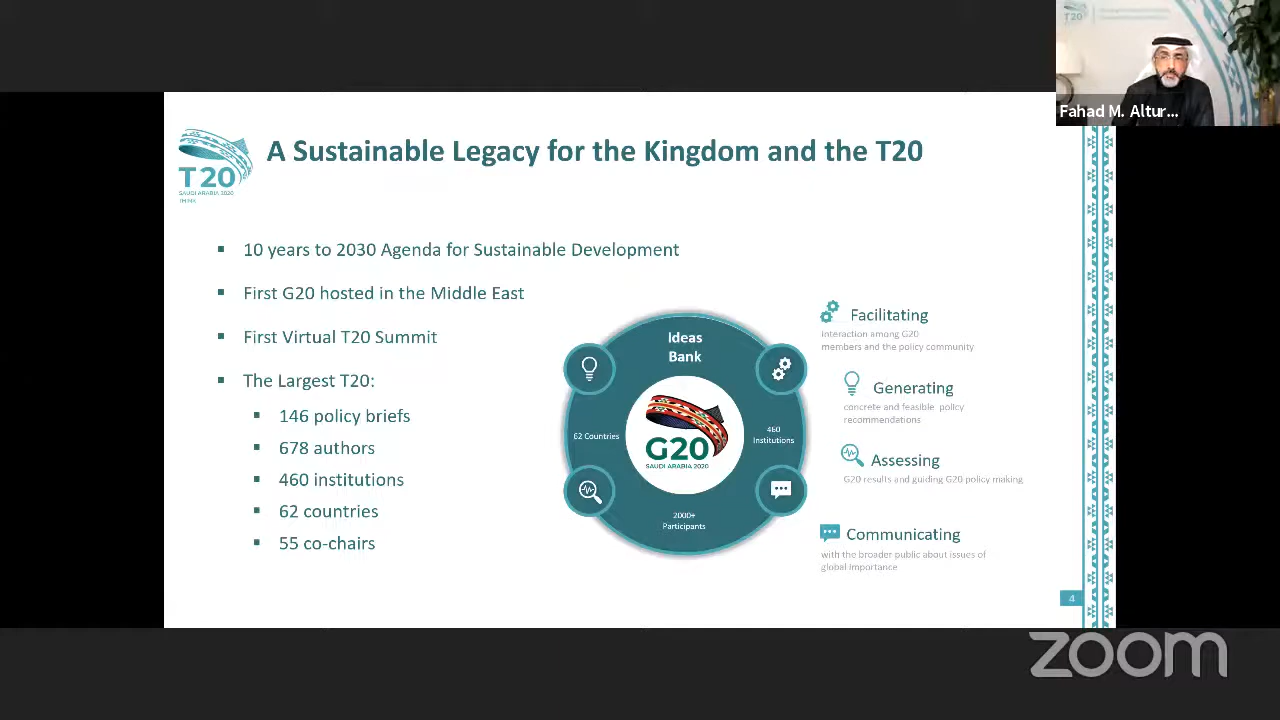 T20
Fahad M. Altur...
A Sustainable Legacy for the Kingdom and the T20
T20
SAUDI ARABIA 2020
THINK
10 years to 2030 Agenda for Sustainable Development
First G20 hosted in the Middle East
First Virtual T20 Summit
The Largest T20:
146 policy briefs
678 authors
460 institutions
62 countries
55 co-chairs
Ideas
Bank
62 Countries
460
Institutions
G20
SAUDI ARABIA 2020
2000+
Participants
Facilitating
interaction among G20
members and the policy community
Generating
concrete and feasible policy
recommendations
Assessing
G20 results and guiding G20 policy making
Communicating
with the broader public about issues of
global importance
4
zoom